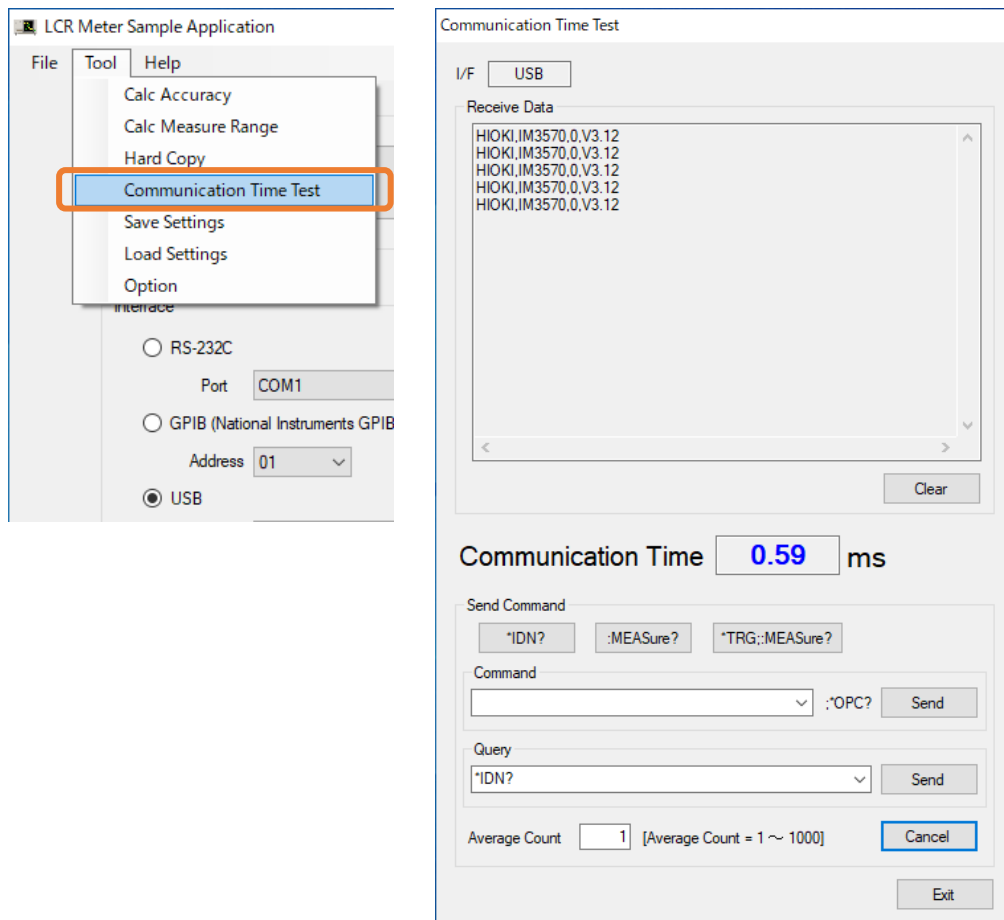 LCR Meter Sample Application
File Tool Help
Calc Accuracy
Calc Measure Range
Hard Copy
Communication Time Test
Save Settings
Load Settings
Option
Interface
RS-232C
Port COM1
GPIB (National Instruments GPIB
Address 01
USB
Communication Time Test
I/F USB
Receive Data
HIOKI,IM3570,0,V3.12
HIOKI,IM3570,0,V3.12
HIOKI,IM3570,0,V3.12
HIOKI,IM3570,0,V3.12
HIOKI,IM3570,0,V3.12
Clear
Communication Time 0.59 ms
Send Command
*IDN? :MEASure? *TRG;:MEASure?
Command
;*OPC? Send
Query
*IDN? Send
Average Count 1 [Average Count = 1 ～ 1000] Cancel
Exit